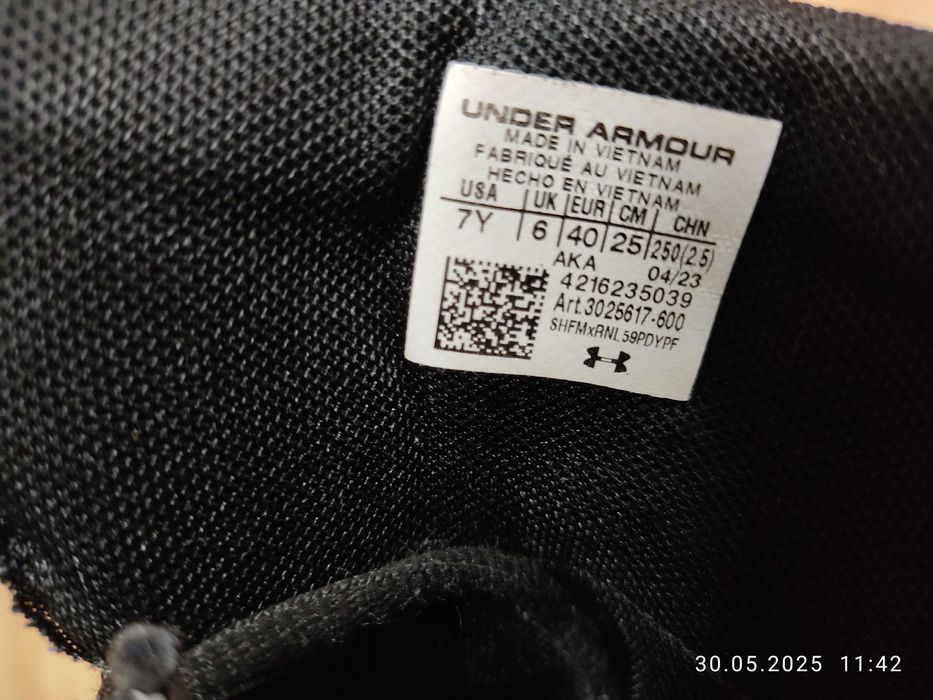 UNDER ARMOUR
MADE IN VIETNAM
FABRIQUÉ AU VIETNAM
HECHO EN VIETNAM
USA UK EUR CM CHN
7Y 6 40 25 250(2.5)
AKA 04/23
4216235039
Art.3025617-600
SHFMxRNL59PDYPF
30.05.2025 11:42